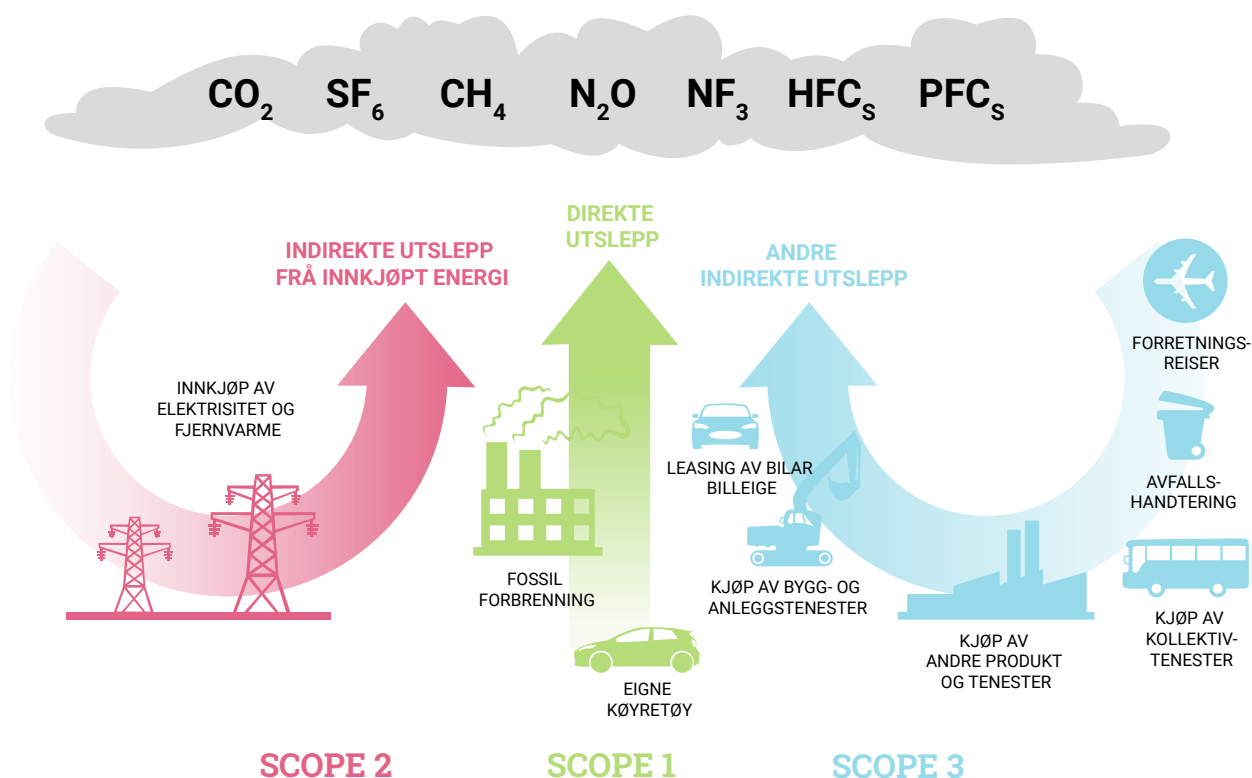 CO₂ SF₆ CH₄ N₂O NF₃ HFCₛ PFCₛ
INDIREKTE UTSLEPP
FRÅ INNKJØPT ENERGI
INNKJØP AV
ELEKTRISITET OG
FJERNVARME
DIREKTE
UTSLEPP
FOSSIL
FORBRENNING
EIGNE
KØYRETØY
ANDRE
INDIREKTE UTSLEPP
LEASING AV BILAR
BILLEIGE
KJØP AV BYGG- OG
ANLEGGSTENESTER
KJØP AV
ANDRE PRODUKT
OG TENESTER
FORRETNINGS-
REISER
AVFALLS-
HANDTERING
KJØP AV
KOLLEKTIV-
TENESTER
SCOPE 2
SCOPE 1
SCOPE 3